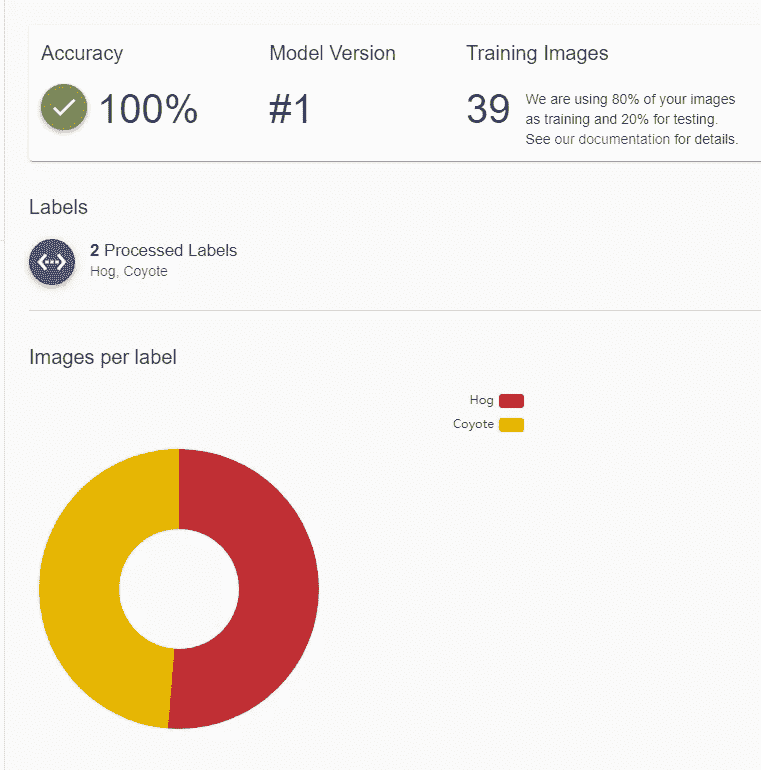 Accuracy
Model Version
Training Images
100%
#1
39
We are using 80% of your images
as training and 20% for testing.
See our documentation for details.
Labels
2 Processed Labels
Hog, Coyote
Images per label
Hog
Coyote